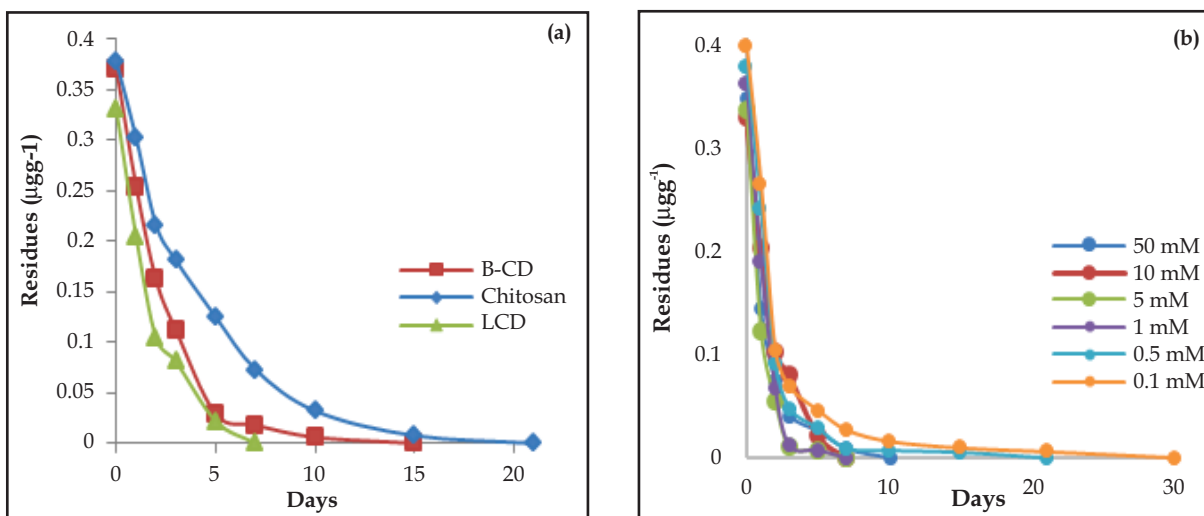 (a)
0.4
0.35
0.3
0.25
0.2
0.15
0.1
0.05
0
Residues (µgg-1)
B-CD
Chitosan
LCD
0 5 10 15 20
Days
(b)
0.4
0.3
0.2
0.1
0
Residues (µgg⁻¹)
50 mM
10 mM
5 mM
1 mM
0.5 mM
0.1 mM
0 10 20 30
Days